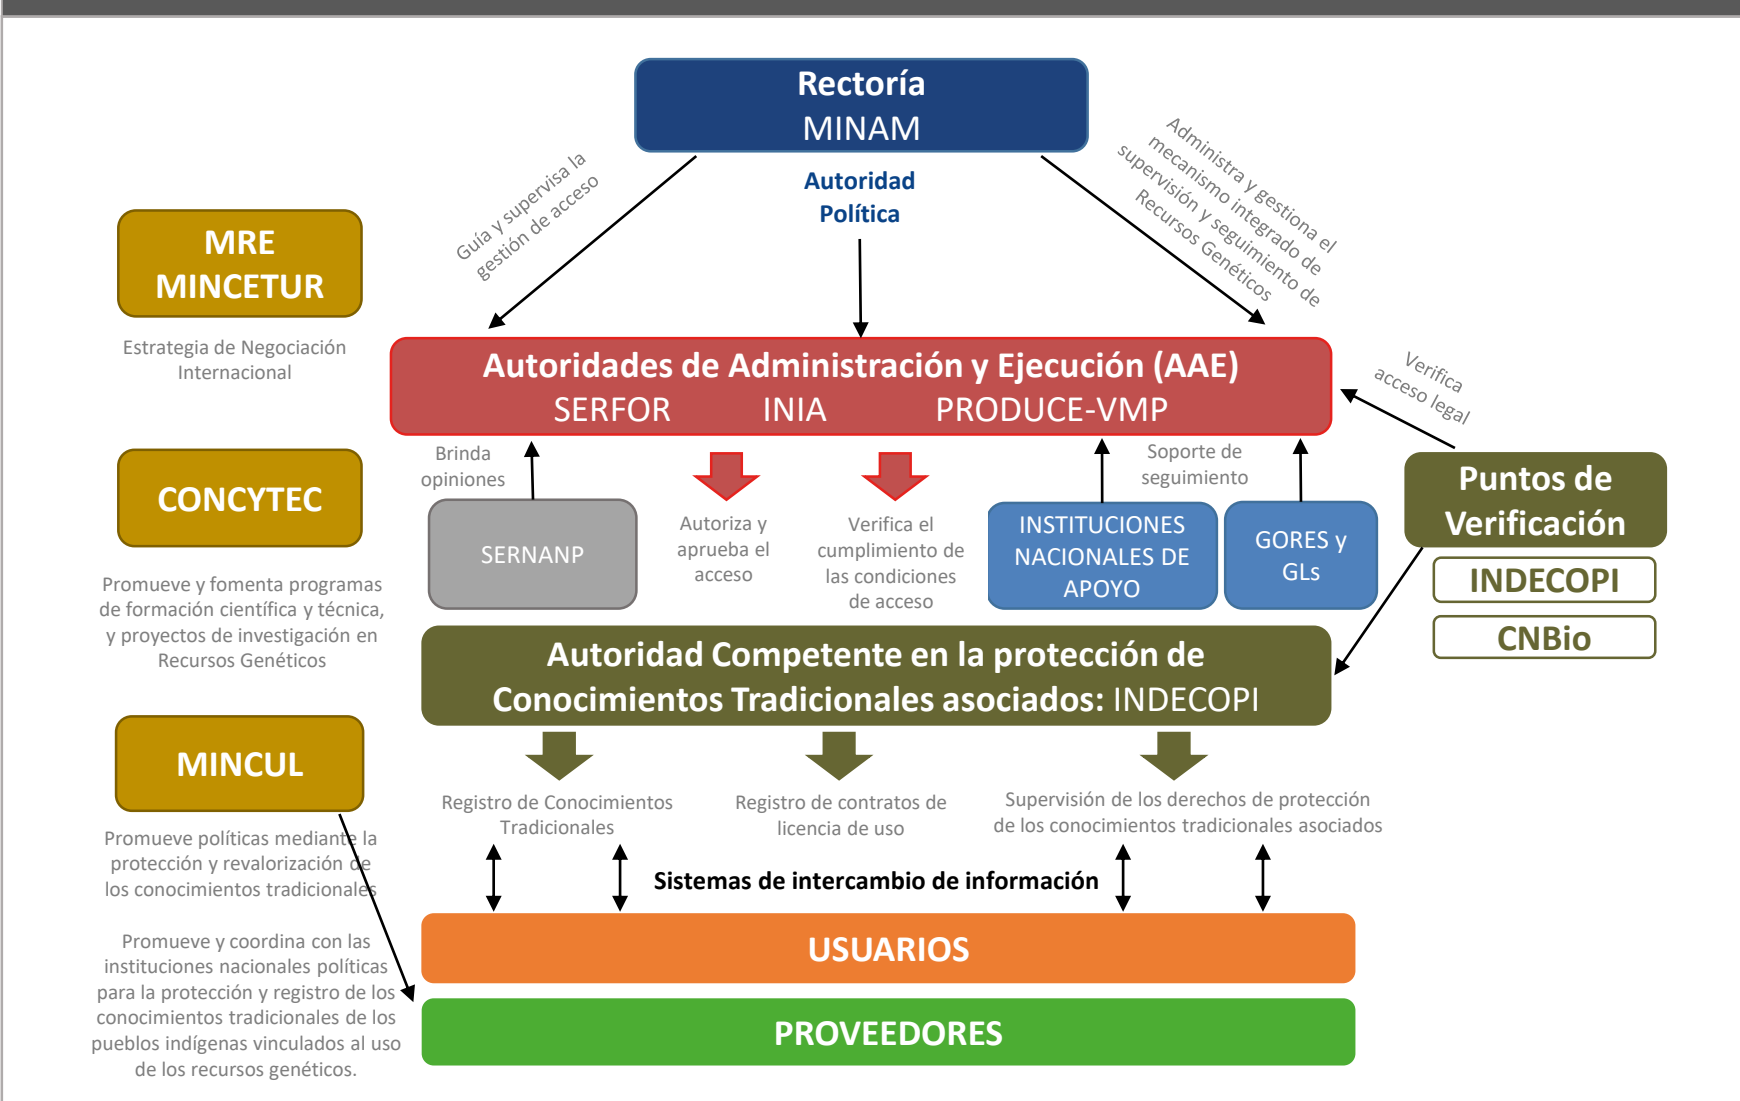 Rectoría
MINAM
Autoridad
Política
Guía y supervisa la
gestión de acceso
Administra y gestiona el
mecanismo integrado de
supervisión y seguimiento de
Recursos Genéticos
MRE
MINCETUR
Estrategia de Negociación
Internacional
Autoridades de Administración y Ejecución (AAE)
SERFOR INIA PRODUCE-VMP
Verifica
acceso legal
Brinda
opiniones
SERNANP
Autoriza y
aprueba el
acceso
Verifica el
cumplimiento de
las condiciones
de acceso
Soporte de
seguimiento
INSTITUCIONES
NACIONALES DE
APOYO
GORES y
GLs
Puntos de
Verificación
INDECOPI
CNBio
CONCYTEC
Promueve y fomenta programas
de formación científica y técnica,
y proyectos de investigación en
Recursos Genéticos
Autoridad Competente en la protección de
Conocimientos Tradicionales asociados: INDECOPI
MINCUL
Promueve políticas mediante la
protección y revalorización de
los conocimientos tradicionales
Promueve y coordina con las
instituciones nacionales políticas
para la protección y registro de los
conocimientos tradicionales de los
pueblos indígenas vinculados al uso
de los recursos genéticos.
Registro de Conocimientos
Tradicionales
Registro de contratos de
licencia de uso
Supervisión de los derechos de protección
de los conocimientos tradicionales asociados
Sistemas de intercambio de información
USUARIOS
PROVEEDORES